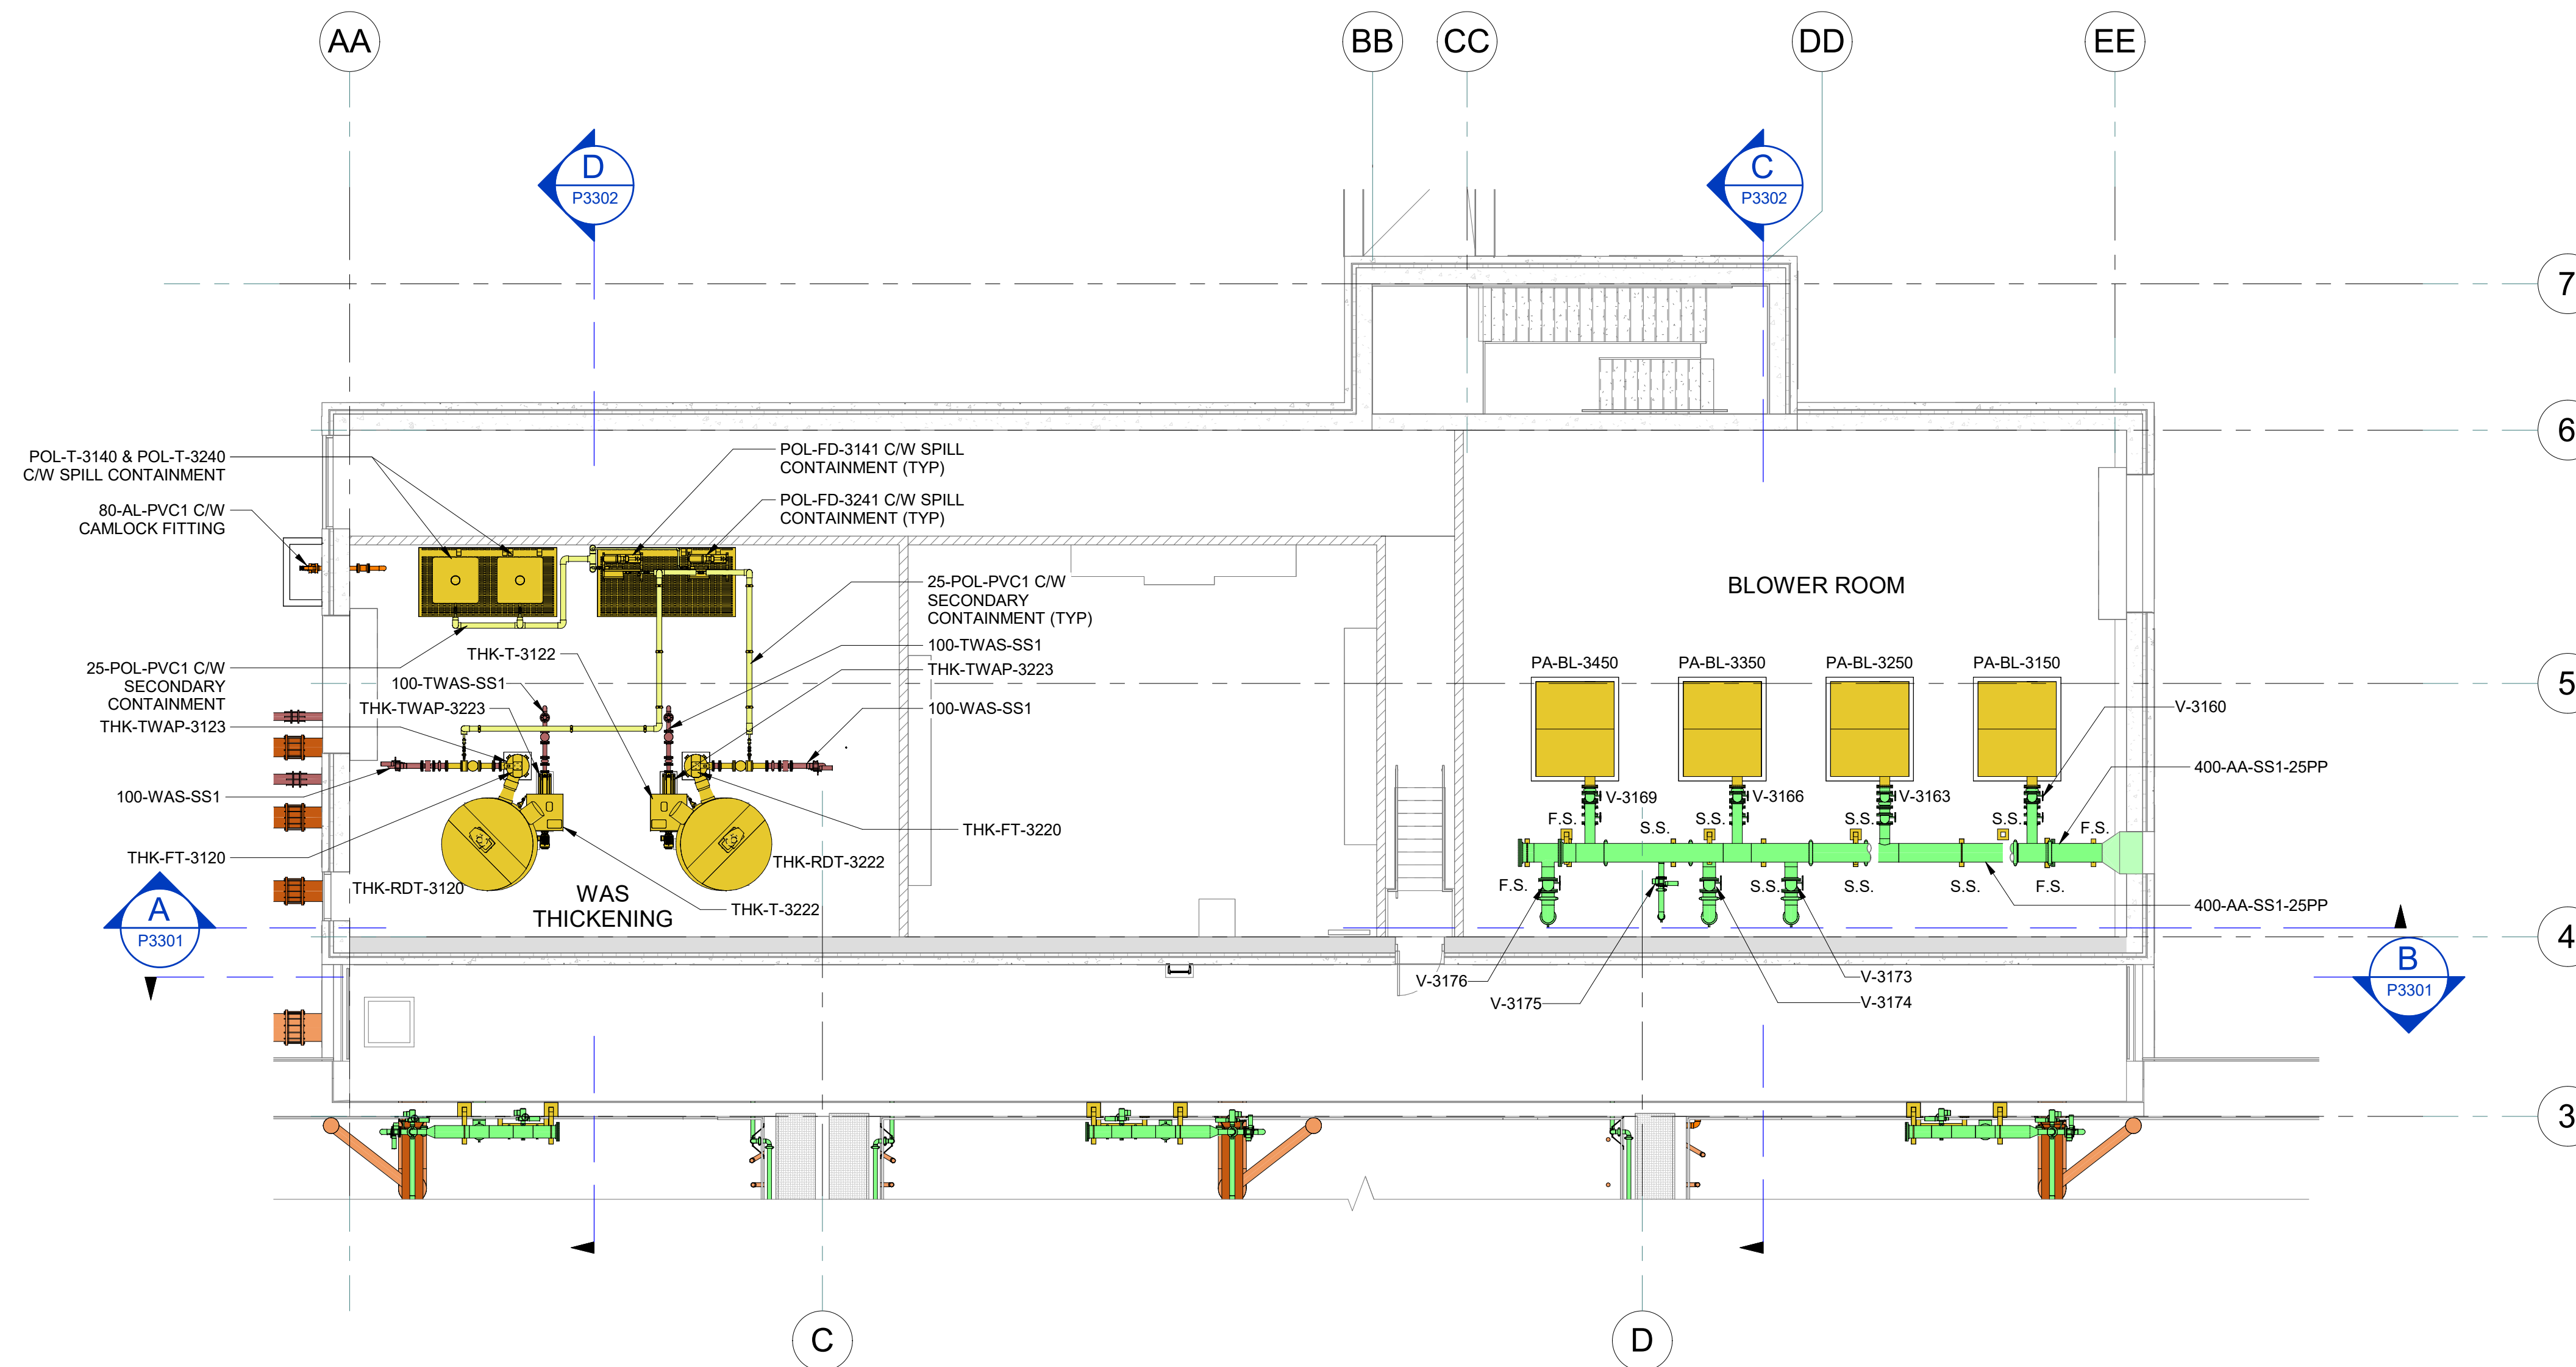 AA
BB
CC
DD
EE
D
P3302
C
P3302
7
6
POL-T-3140 & POL-T-3240
C/W SPILL CONTAINMENT
80-AL-PVC1 C/W
CAMLOCK FITTING
POL-FD-3141 C/W SPILL
CONTAINMENT (TYP)
POL-FD-3241 C/W SPILL
CONTAINMENT (TYP)
25-POL-PVC1 C/W
SECONDARY
CONTAINMENT (TYP)
100-TWAS-SS1
THK-TWAP-3223
100-WAS-SS1
THK-T-3122
100-TWAS-SS1
THK-TWAP-3223
25-POL-PVC1 C/W
SECONDARY
CONTAINMENT
THK-TWAP-3123
100-WAS-SS1
THK-FT-3120
THK-RDT-3120
WAS
THICKENING
THK-FT-3220
THK-RDT-3222
THK-T-3222
BLOWER ROOM
PA-BL-3450
PA-BL-3350
PA-BL-3250
PA-BL-3150
5
V-3160
400-AA-SS1-25PP
V-3169
V-3166
V-3163
F.S.
S.S.
S.S.
S.S.
S.S.
F.S.
F.S.
S.S.
S.S.
S.S.
F.S.
400-AA-SS1-25PP
V-3176
V-3175
V-3173
V-3174
A
P3301
4
B
P3301
3
C
D